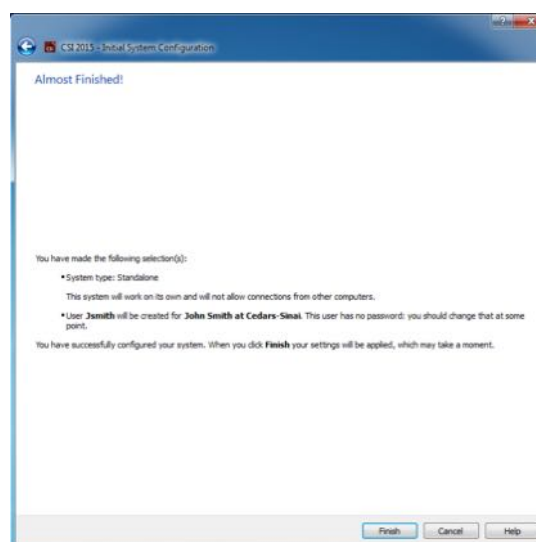 CSI 2015 - Initial System Configuration
Almost Finished!
You have made the following selection(s):
•System type: Standalone
This system will work on its own and will not allow connections from other computers.
•User Jsmith will be created for John Smith at Cedars-Sinai. This user has no password: you should change that at some
point.
You have successfully configured your system. When you click Finish your settings will be applied, which may take a moment.
Finish Cancel Help